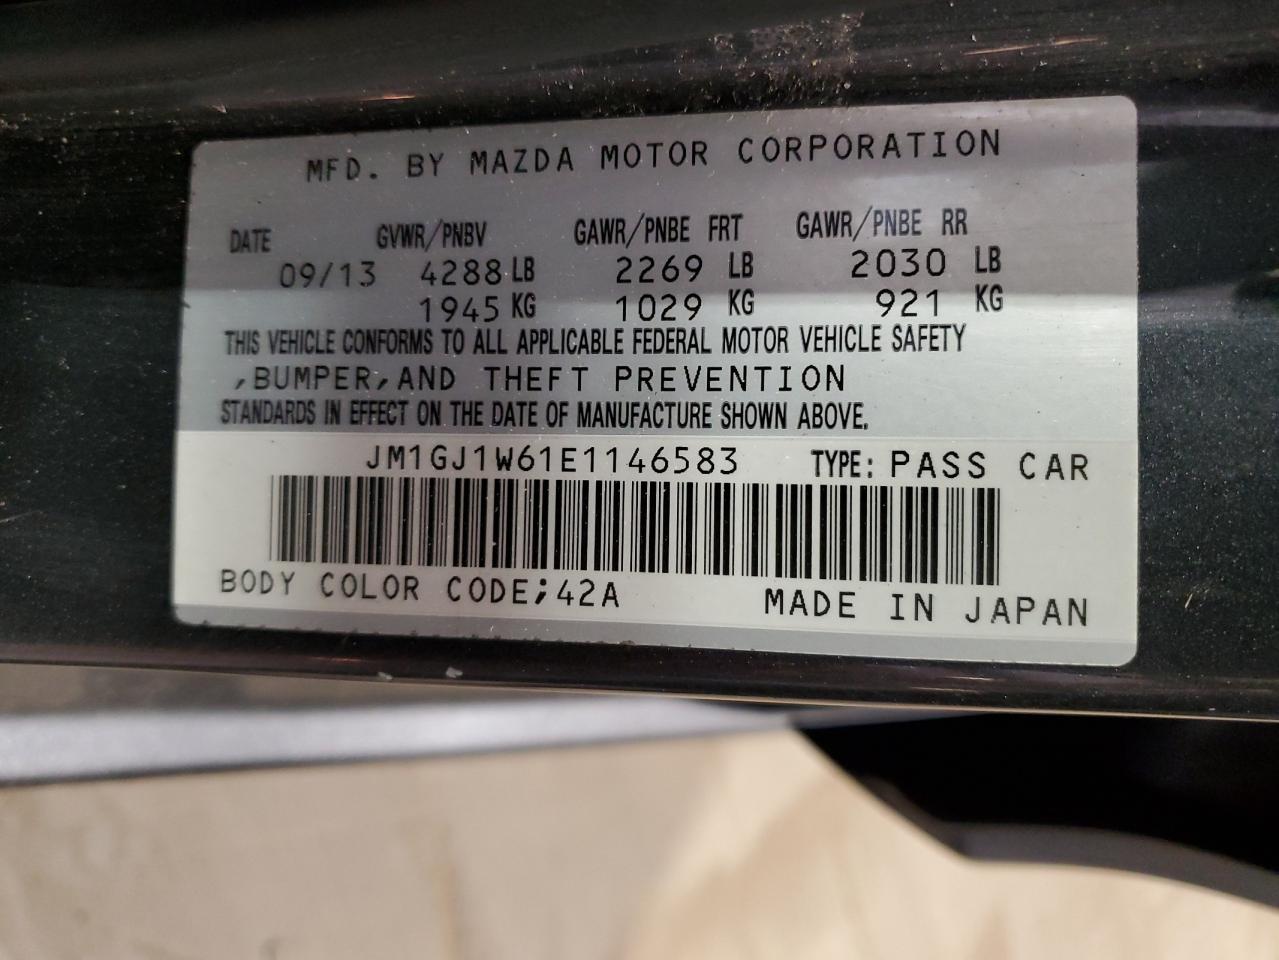 MFD. BY MAZDA MOTOR CORPORATION
DATE GVWR/PNBV GAWR/PNBE FRT GAWR/PNBE RR
09/13 4288 LB 2269 LB 2030 LB
1945 KG 1029 KG 921 KG
THIS VEHICLE CONFORMS TO ALL APPLICABLE FEDERAL MOTOR VEHICLE SAFETY
,BUMPER,AND THEFT PREVENTION
STANDARDS IN EFFECT ON THE DATE OF MANUFACTURE SHOWN ABOVE.
JM1GJ1W61E1146583 TYPE: PASS CAR
BODY COLOR CODE;42A MADE IN JAPAN